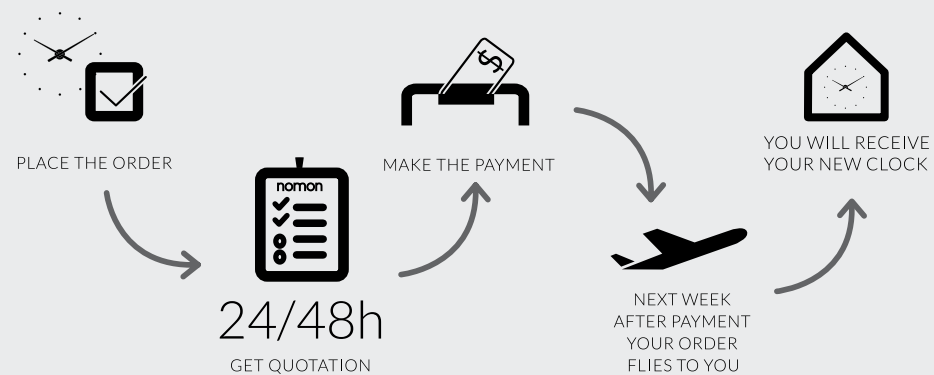 PLACE THE ORDER
nomon
24/48h
GET QUOTATION
$
MAKE THE PAYMENT
NEXT WEEK
AFTER PAYMENT
YOUR ORDER
FLIES TO YOU
YOU WILL RECEIVE
YOUR NEW CLOCK